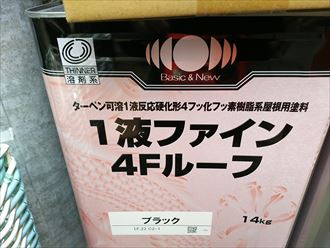 THINNER
溶剤系
Basic & New
ターペン可溶1液反応硬化形4フッ化フッ素樹脂系屋根用塗料
1液ファイン
4Fルーフ
ブラック
14kg